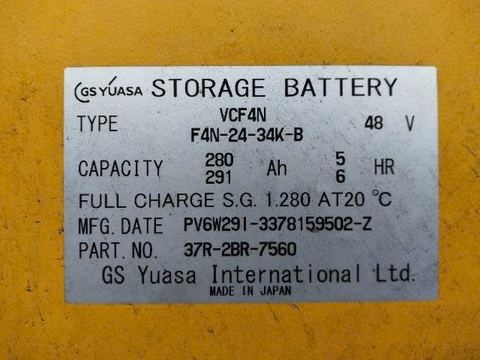 GS YUASA STORAGE BATTERY
TYPE VCF4N 48 V
F4N-24-34K-B
CAPACITY 280 Ah 5 HR
291 6
FULL CHARGE S.G. 1.280 AT20 ℃
MFG. DATE PV6W29I-3378159502-Z
PART. NO. 37R-2BR-7560
GS Yuasa International Ltd.
MADE IN JAPAN